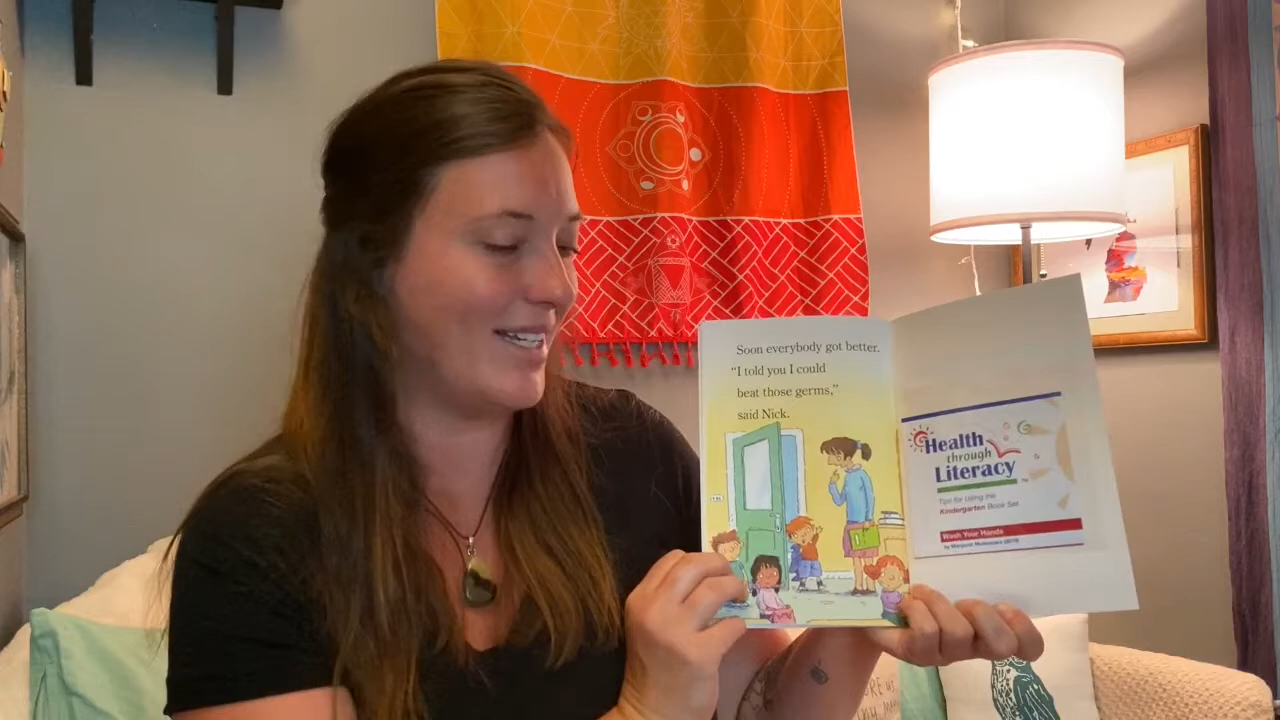 Soon everybody got better.
"I told you I could
beat those germs,"
said Nick.
Health
through
Literacy
Tips for Using the
Kindergarten Book Set
Wash Your Hands